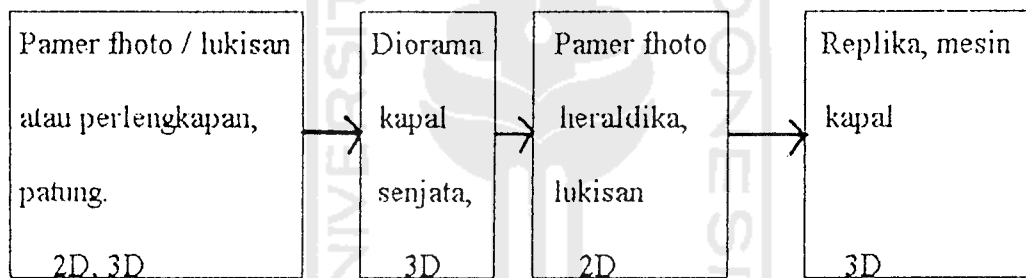 Pamer fhoto / lukisan
atau perlengkapan,
patung.
2D, 3D
Diorama
kapal
senjata,
3D
Pamer fhoto
heraldika,
lukisan
2D
Replika, mesin
kapal
3D